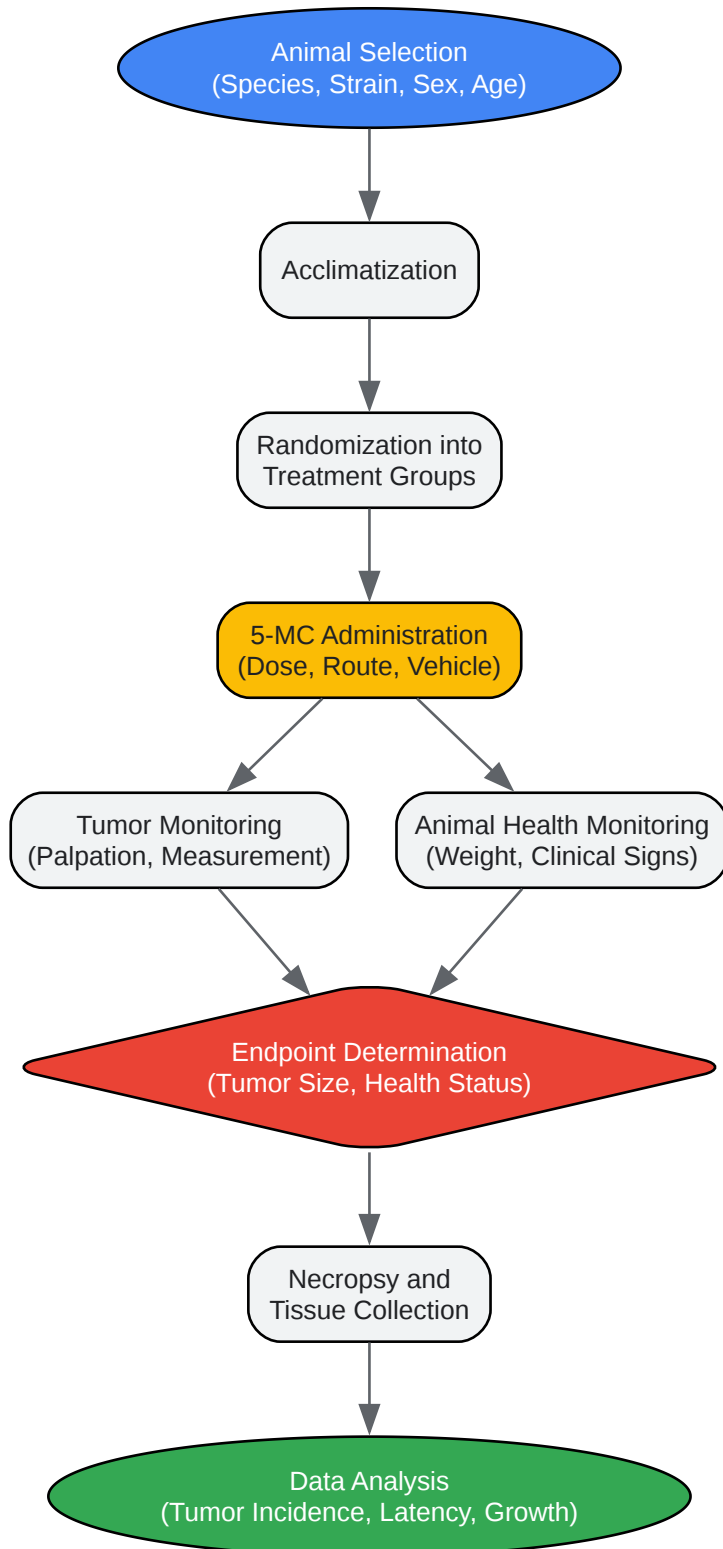 Animal Selection
(Species, Strain, Sex, Age)
Acclimatization
Randomization into
Treatment Groups
5-MC Administration
(Dose, Route, Vehicle)
Tumor Monitoring
(Palpation, Measurement)
Animal Health Monitoring
(Weight, Clinical Signs)
Endpoint Determination
(Tumor Size, Health Status)
Necropsy and
Tissue Collection
Data Analysis
(Tumor Incidence, Latency, Growth)